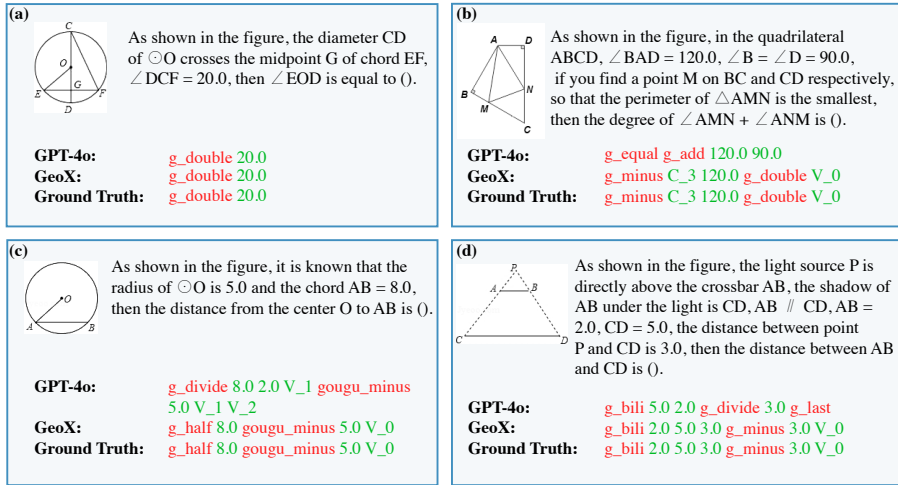 (a)
C
O
G
E
F
D
As shown in the figure, the diameter CD
of ⊙O crosses the midpoint G of chord EF,
∠DCF = 20.0, then ∠EOD is equal to ().
GPT-4o: g_double 20.0
GeoX: g_double 20.0
Ground Truth: g_double 20.0
(b)
A D
B
N
M
C
As shown in the figure, in the quadrilateral
ABCD, ∠BAD = 120.0, ∠B = ∠D = 90.0,
if you find a point M on BC and CD respectively,
so that the perimeter of △AMN is the smallest,
then the degree of ∠AMN + ∠ANM is ().
GPT-4o: g_equal g_add 120.0 90.0
GeoX: g_minus C_3 120.0 g_double V_0
Ground Truth: g_minus C_3 120.0 g_double V_0
(c)
O
A B
As shown in the figure, it is known that the
radius of ⊙O is 5.0 and the chord AB = 8.0,
then the distance from the center O to AB is ().
GPT-4o: g_divide 8.0 2.0 V_1 gougu_minus
5.0 V_1 V_2
GeoX: g_half 8.0 gougu_minus 5.0 V_0
Ground Truth: g_half 8.0 gougu_minus 5.0 V_0
(d)
P
A B
C D
As shown in the figure, the light source P is
directly above the crossbar AB, the shadow of
AB under the light is CD, AB ∥ CD, AB =
2.0, CD = 5.0, the distance between point
P and CD is 3.0, then the distance between AB
and CD is ().
GPT-4o: g_bili 5.0 2.0 g_divide 3.0 g_last
GeoX: g_bili 2.0 5.0 3.0 g_minus 3.0 V_0
Ground Truth: g_bili 2.0 5.0 3.0 g_minus 3.0 V_0